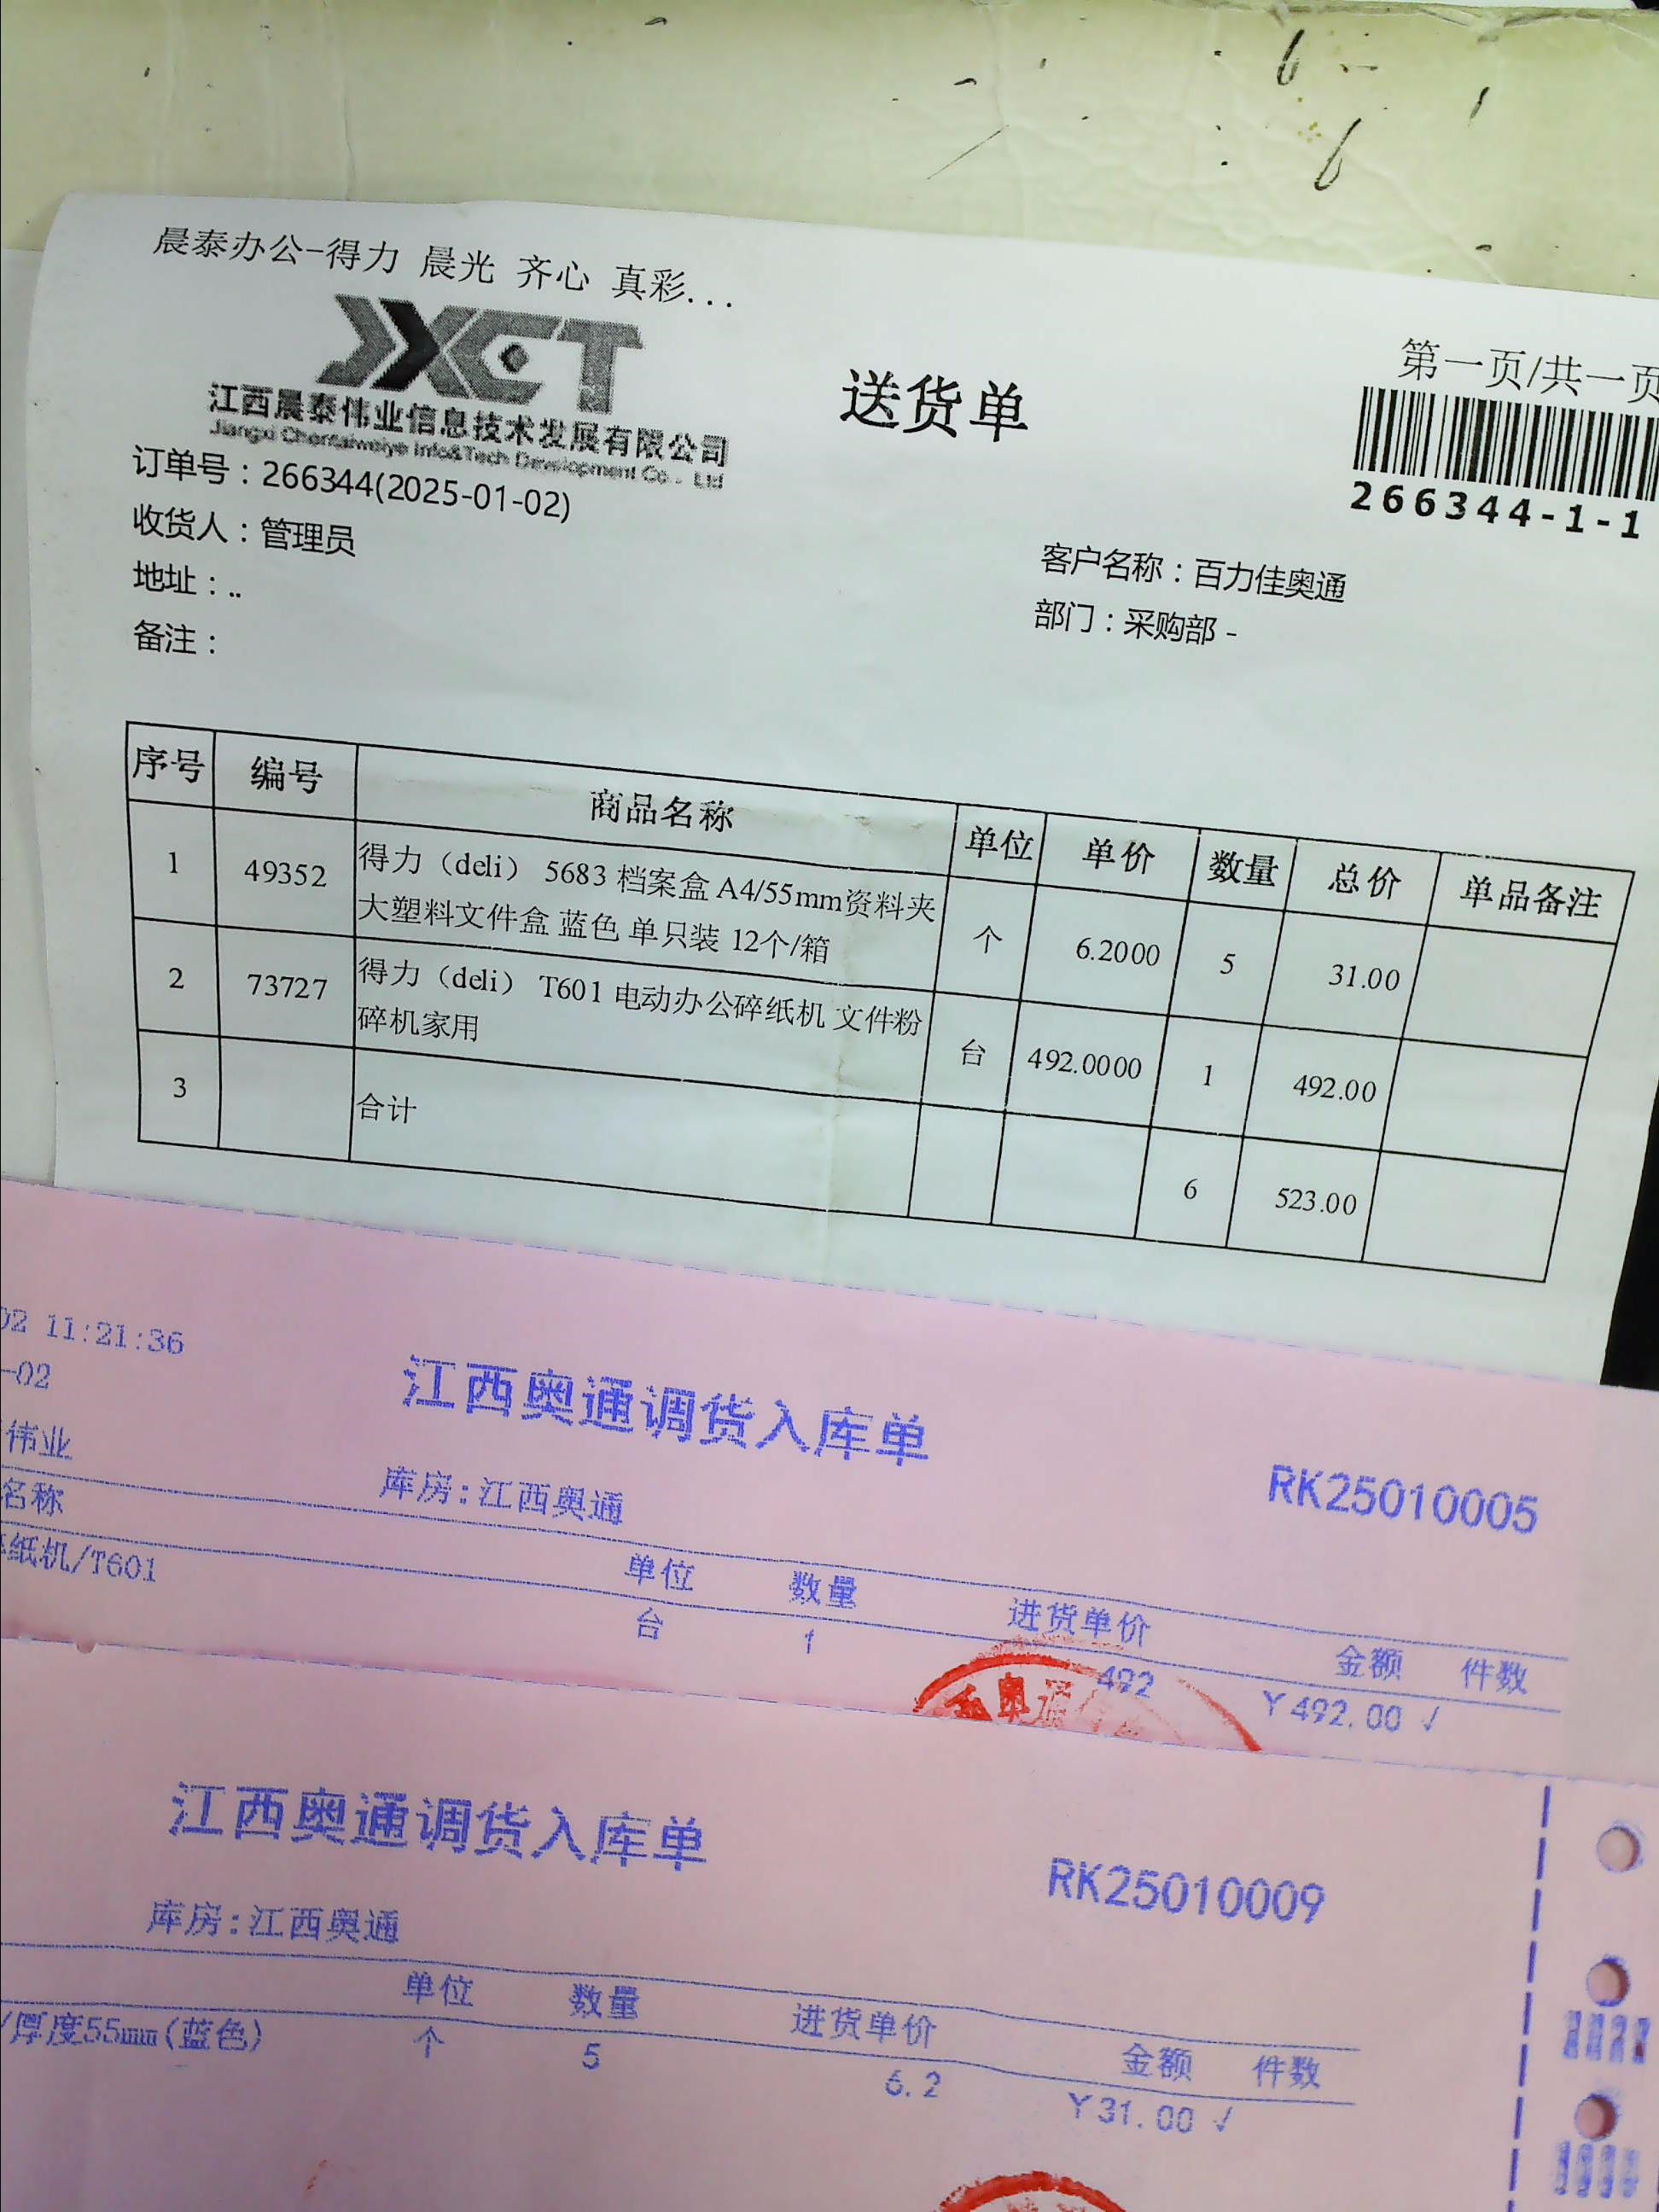 晨泰办公-得力 晨光 齐心 真彩...
JXCT
江西晨泰伟业信息技术发展有限公司
Jiangxi Chentaiweiye Info&Tech Development Co., Ltd
送货单
第一页/共一页
266344-1-1
订单号：266344(2025-01-02)
收货人：管理员
客户名称：百力佳奥通
地址：..
部门：采购部 -
备注：
序号 编号 商品名称 单位 单价 数量 总价 单品备注
1 49352 得力（deli） 5683 档案盒 A4/55mm资料夹
大塑料文件盒 蓝色 单只装 12个/箱 个 6.2000 5 31.00
2 73727 得力（deli） T601 电动办公碎纸机 文件粉
碎机家用 台 492.0000 1 492.00
3 合计 6 523.00
02 11:21:36
-02
江西奥通调货入库单
伟业
库房:江西奥通
RK25010005
名称 单位 数量 进货单价 金额 件数
纸机/T601 台 1 492 Y492.00 √
西奥通
江西奥通调货入库单
RK25010009
库房:江西奥通
单位 数量 进货单价 金额 件数
/厚度55mm(蓝色) 个 5 6.2 Y31.00 √